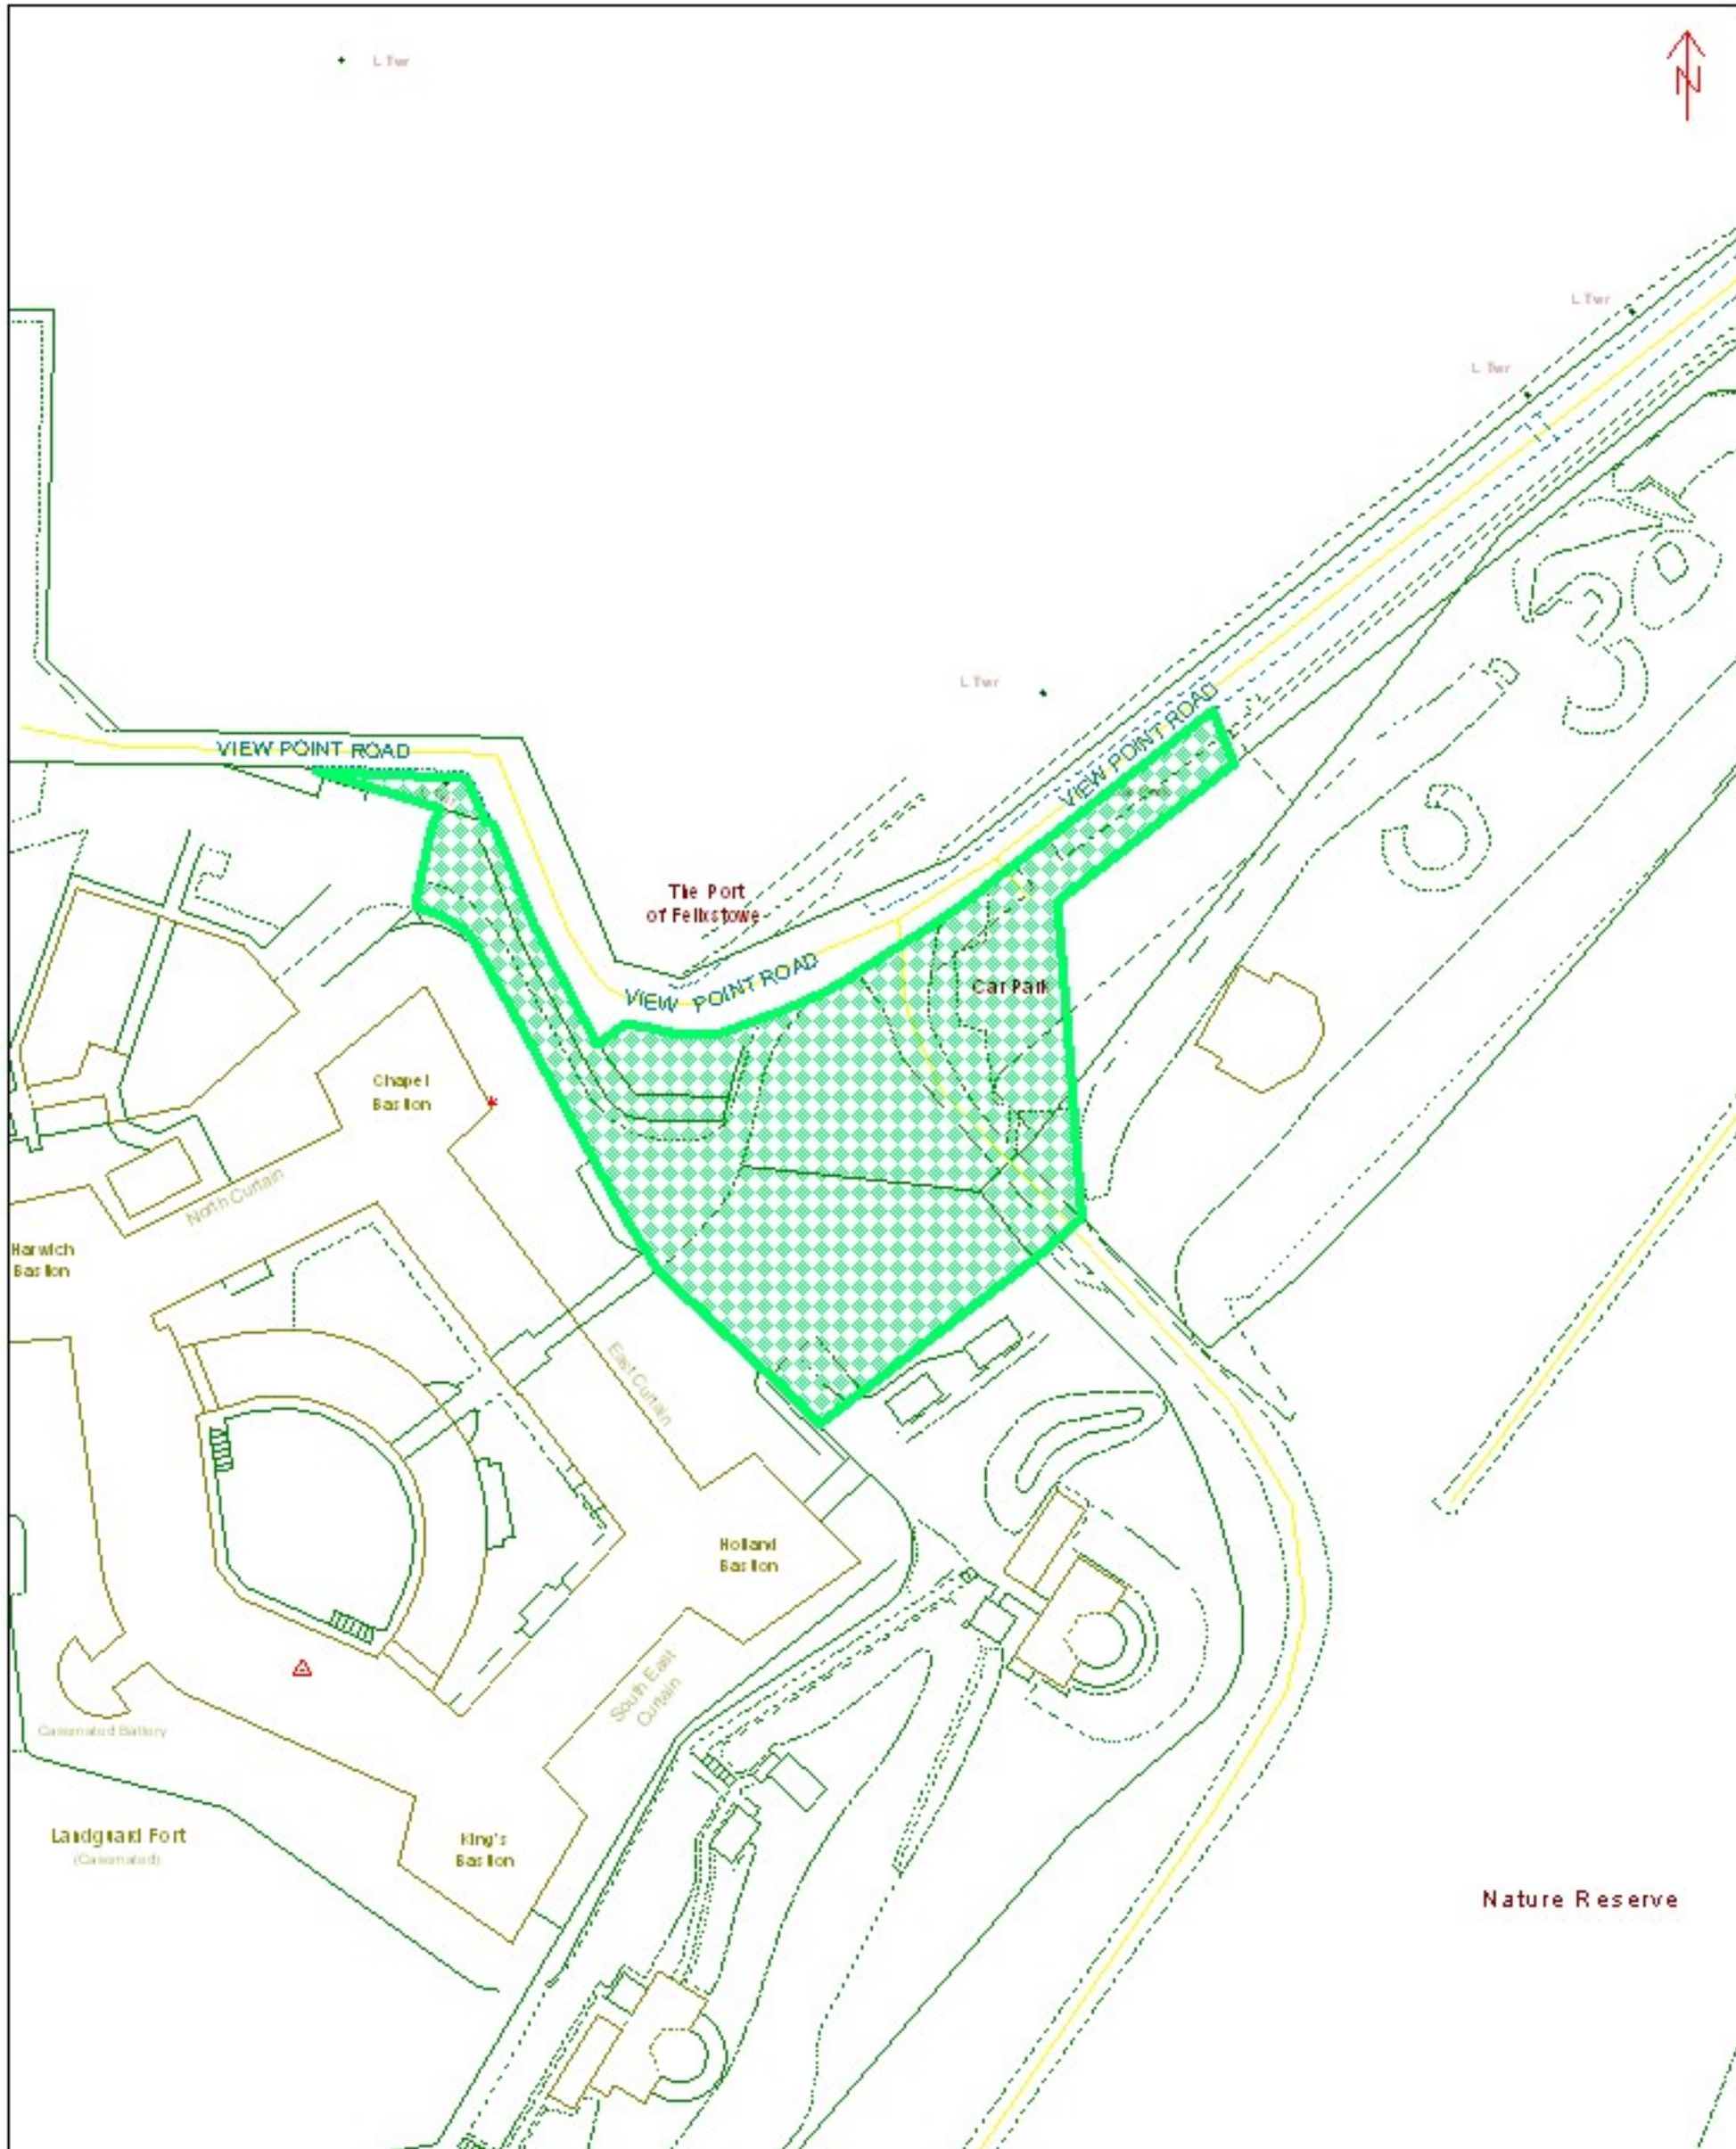 L Twr
N
L Twr
L Twr
L Twr
VIEW POINT ROAD
VIEW POINT ROAD
The Port
of Felixstowe
VIEW POINT ROAD
Car Park
Chapel
Bastion
North Curtain
Harwich
Bastion
East Curtain
Holland
Bastion
South East
Curtain
Casemated Battery
Landguard Fort
(Casemated)
King's
Bastion
Nature Reserve